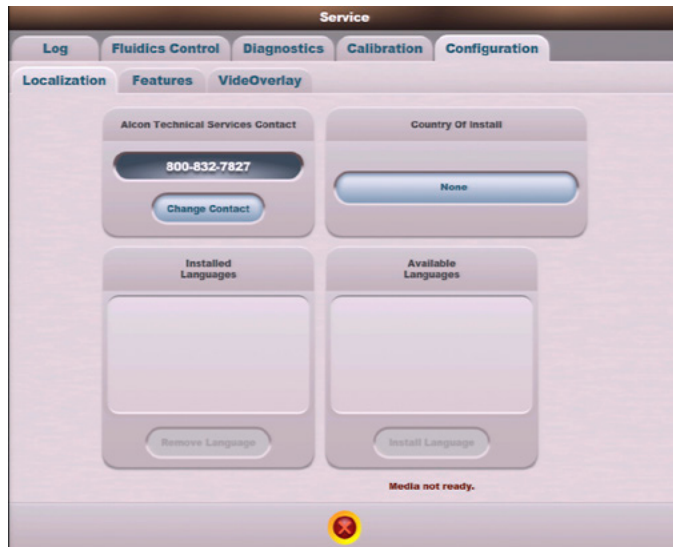 Service
Log
Fluidics Control
Diagnostics
Calibration
Configuration
Localization
Features
VideOverlay
Alcon Technical Services Contact
800-832-7827
Change Contact
Country Of Install
None
Installed
Languages
Remove Language
Available
Languages
Install Language
Media not ready.